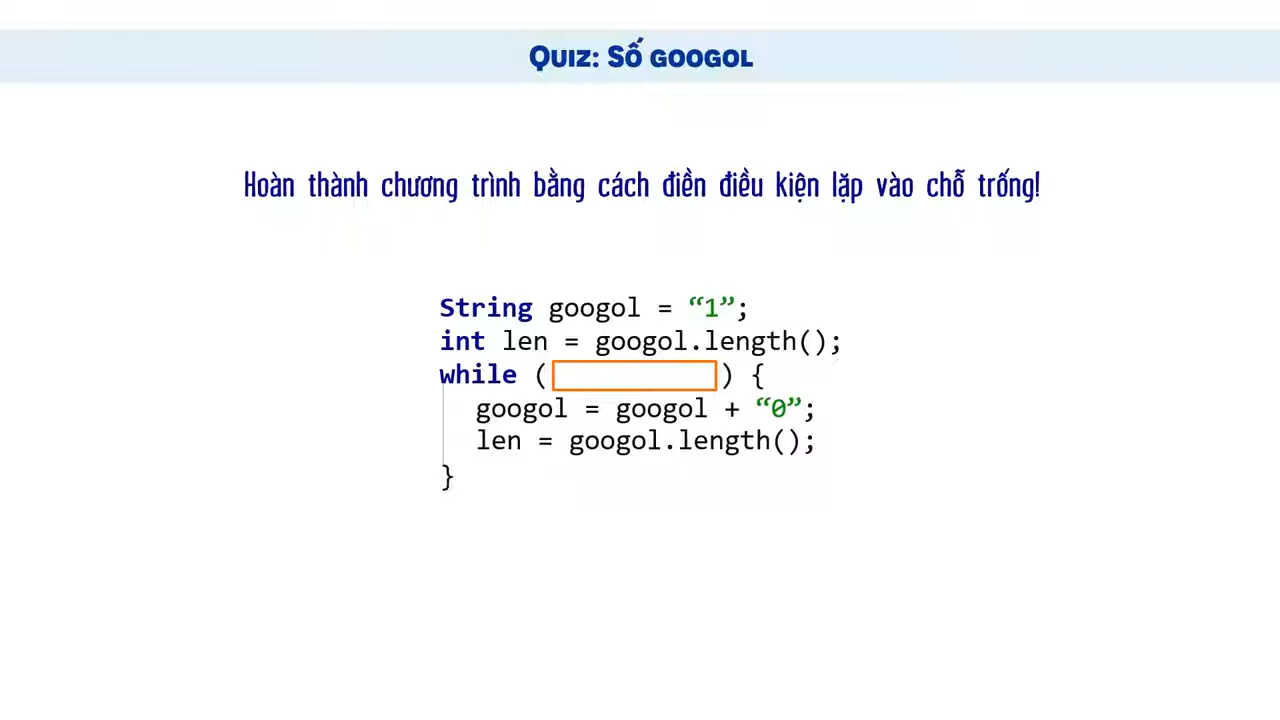 Quiz: Số googol
Hoàn thành chương trình bằng cách điền điều kiện lặp vào chỗ trống!
String googol = “1”;
int len = googol.length();
while ( ) {
googol = googol + “0”;
len = googol.length();
}